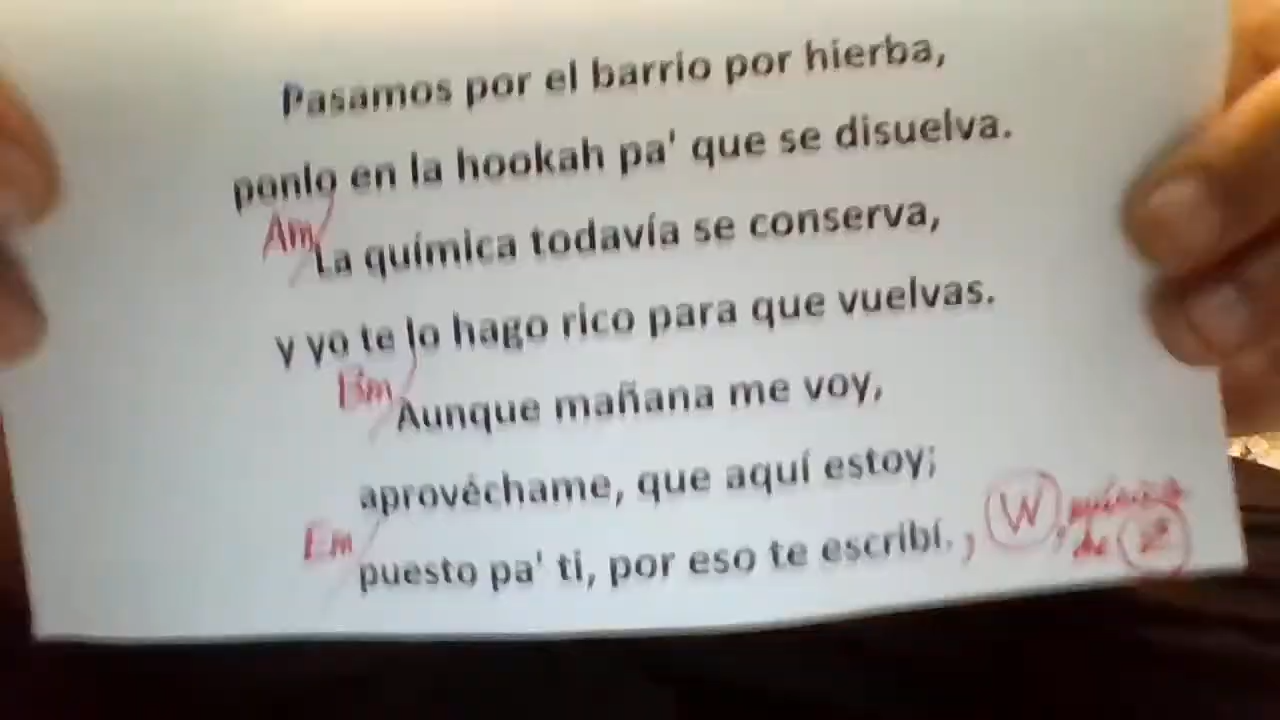 Pasamos por el barrio por hierba,
ponlo en la hookah pa' que se disuelva.
Am
La química todavía se conserva,
y yo te lo hago rico para que vuelvas.
Bm
Aunque mañana me voy,
aprovéchame, que aquí estoy;
Em
puesto pa' ti, por eso te escribí. , W,
de